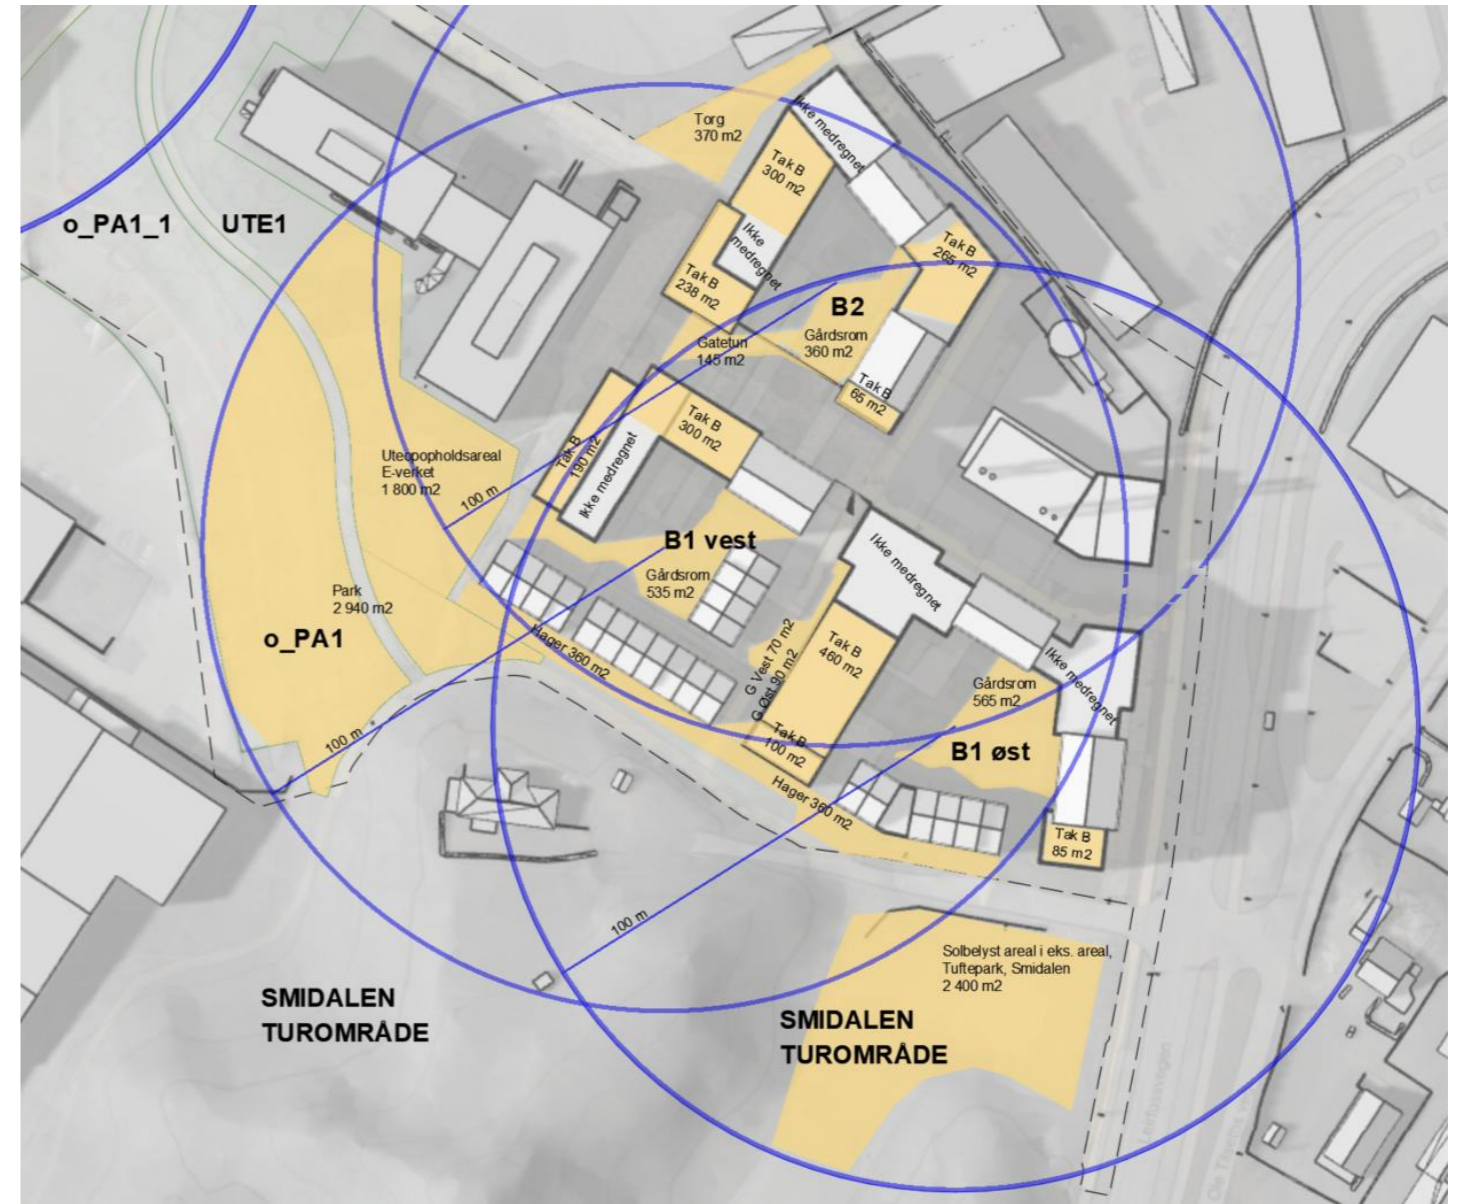 Torg
370 m2
Ikke medregnet
Tak B
300 m2
o_PA1_1
UTE1
Ikke
medregnet
Tak B
265 m2
Tak B
238 m2
B2
Gårdsrom
360 m2
Gatetun
145 m2
Tak B
65 m2
Tak B
300 m2
Tak B
190 m2
Ikke medregnet
Uteopopholdsareal
E-verket
1 800 m2
100 m
B1 vest
Gårdsrom
535 m2
Ikke medregnet
Park
2 940 m2
o_PA1
Hager 360 m2
G Vest 70 m2
G Øst 90 m2
Tak B
460 m2
Ikke medregnet
Gårdsrom
565 m2
100 m
Tak B
100 m2
B1 øst
Hager 360 m2
Tak B
85 m2
100 m
Solbelyst areal i eks. areal,
Tuftepark, Smidalen
2 400 m2
SMIDALEN
TUROMRÅDE
SMIDALEN
TUROMRÅDE
Leirfossvegen